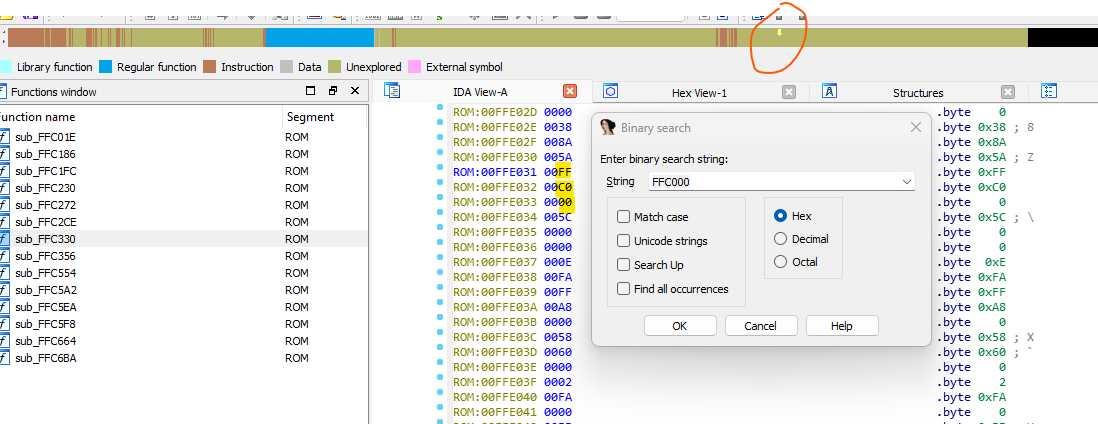 Library function Regular function Instruction Data Unexplored External symbol
Functions window
IDA View-A Hex View-1 Structures
unction name Segment
sub_FFC01E ROM
sub_FFC186 ROM
sub_FFC1FC ROM
sub_FFC230 ROM
sub_FFC272 ROM
sub_FFC2CE ROM
sub_FFC330 ROM
sub_FFC356 ROM
sub_FFC554 ROM
sub_FFC5A2 ROM
sub_FFC5EA ROM
sub_FFC5F8 ROM
sub_FFC664 ROM
sub_FFC6BA ROM
ROM:00FFE02D 0000 .byte 0
ROM:00FFE02E 0038 .byte 0x38 ; 8
ROM:00FFE02F 008A .byte 0x8A
ROM:00FFE030 005A .byte 0x5A ; Z
ROM:00FFE031 00FF .byte 0xFF
ROM:00FFE032 00C0 .byte 0xC0
ROM:00FFE033 0000 .byte 0
ROM:00FFE034 005C .byte 0x5C ; \
ROM:00FFE035 0000 .byte 0
ROM:00FFE036 0000 .byte 0
ROM:00FFE037 000E .byte 0xE
ROM:00FFE038 00FA .byte 0xFA
ROM:00FFE039 00FF .byte 0xFF
ROM:00FFE03A 00A8 .byte 0xA8
ROM:00FFE03B 0000 .byte 0
ROM:00FFE03C 0058 .byte 0x58 ; X
ROM:00FFE03D 0060 .byte 0x60 ; `
ROM:00FFE03E 0000 .byte 0
ROM:00FFE03F 0002 .byte 2
ROM:00FFE040 00FA .byte 0xFA
ROM:00FFE041 0000 .byte 0
Binary search
Enter binary search string:
String FFC000
Match case
Unicode strings
Search Up
Find all occurrences
Hex
Decimal
Octal
OK Cancel Help